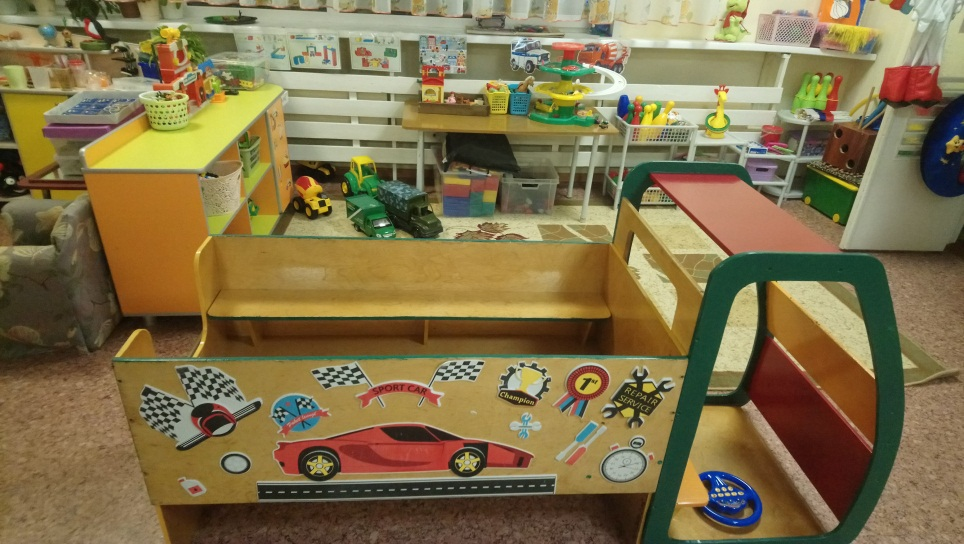 SPORT CAR
Champion
1st
REPAIR
SERVICE